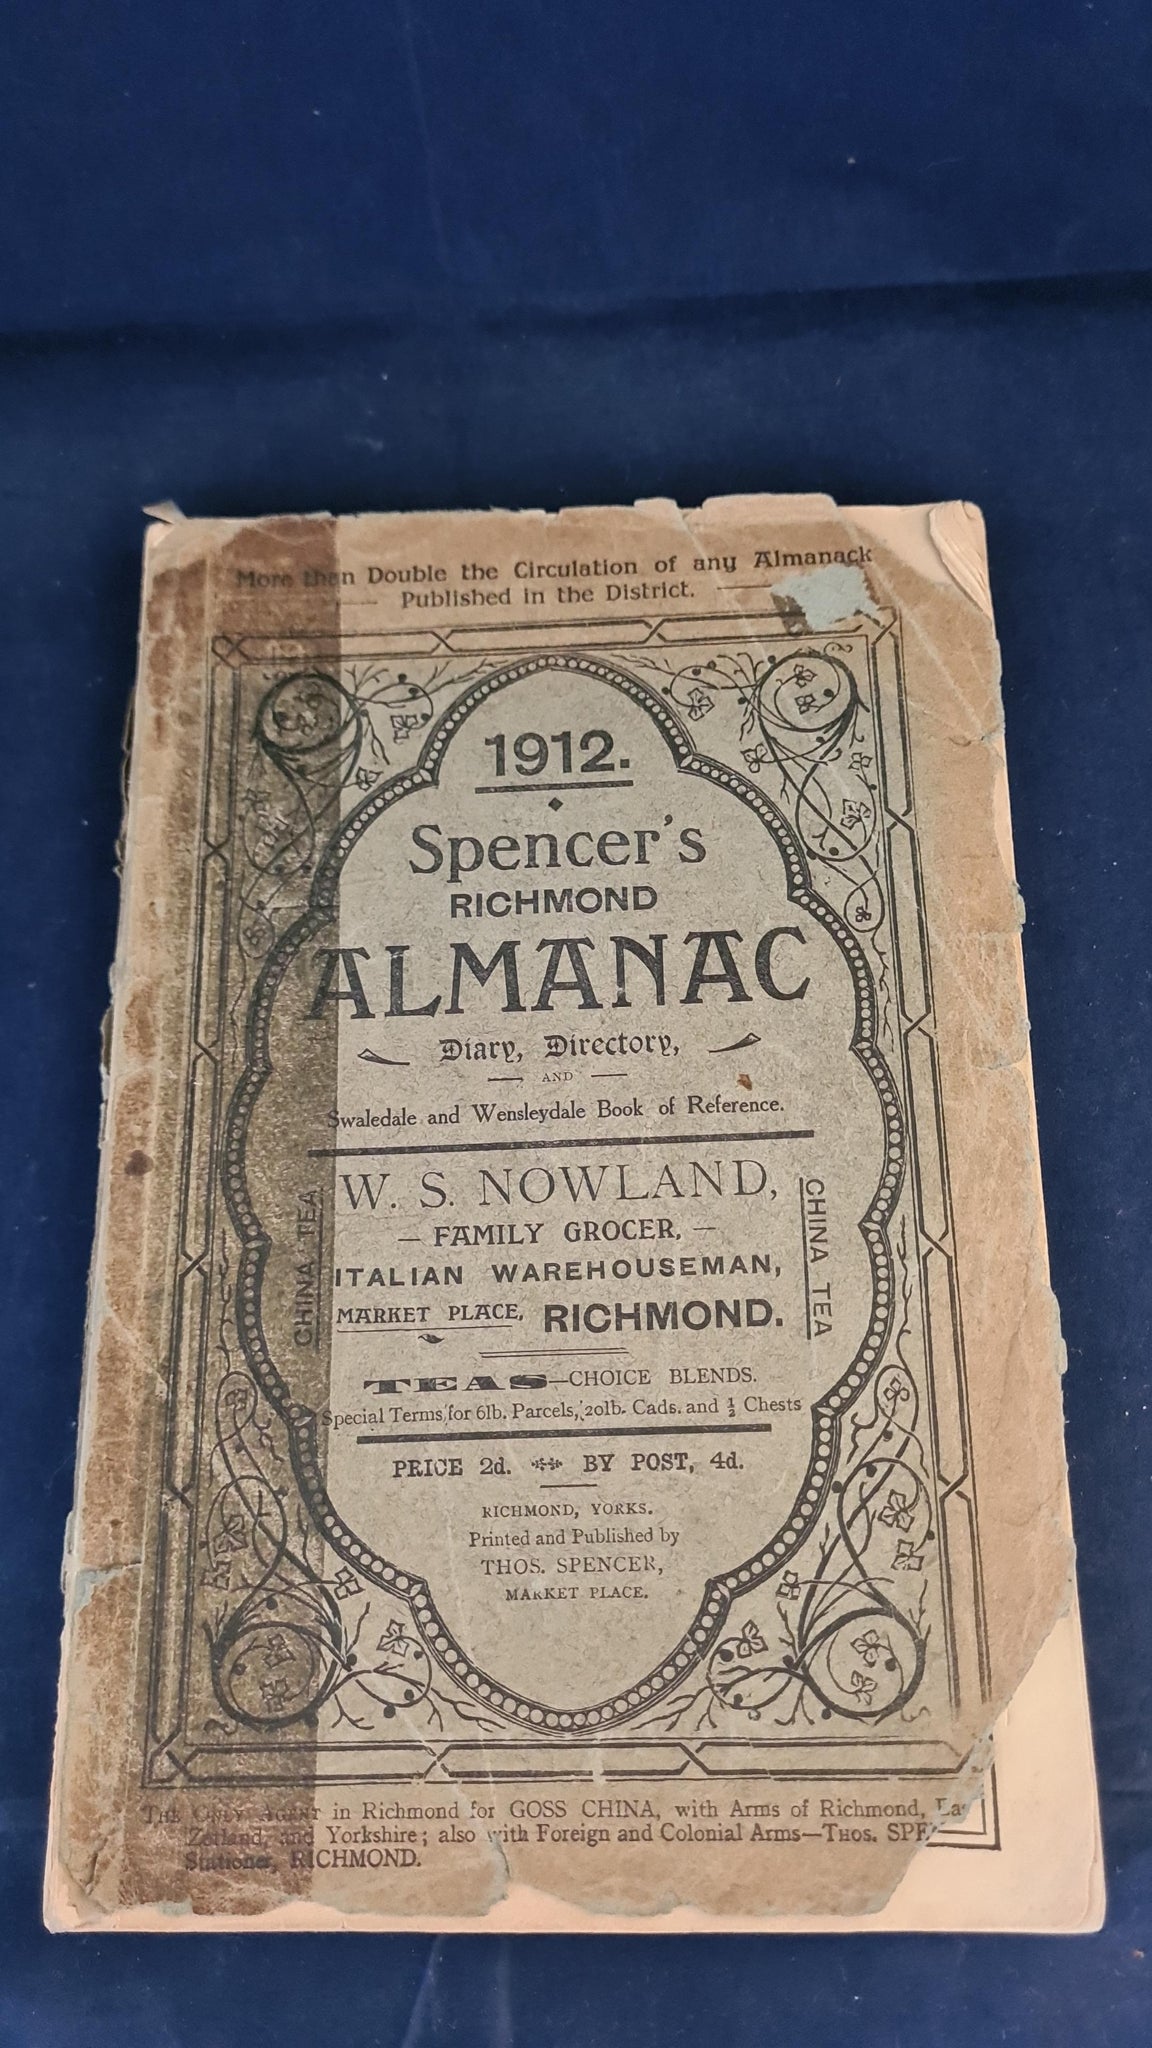 More than Double the Circulation of any Almanack
Published in the District.
1912.
Spencer's
RICHMOND
ALMANAC
Diary, Directory,
AND
Swaledale and Wensleydale Book of Reference.
W. S. NOWLAND,
— FAMILY GROCER, —
ITALIAN WAREHOUSEMAN,
MARKET PLACE, RICHMOND.
CHINA TEA
CHINA TEA
TEAS—CHOICE BLENDS.
Special Terms for 6lb. Parcels, 20lb. Cads. and ½ Chests
PRICE 2d. BY POST, 4d.
RICHMOND, YORKS.
Printed and Published by
THOS. SPENCER,
MARKET PLACE.
THE ONLY AGENT in Richmond for GOSS CHINA, with Arms of Richmond,
Zetland, and Yorkshire; also with Foreign and Colonial Arms—THOS.
Stationer, RICHMOND.